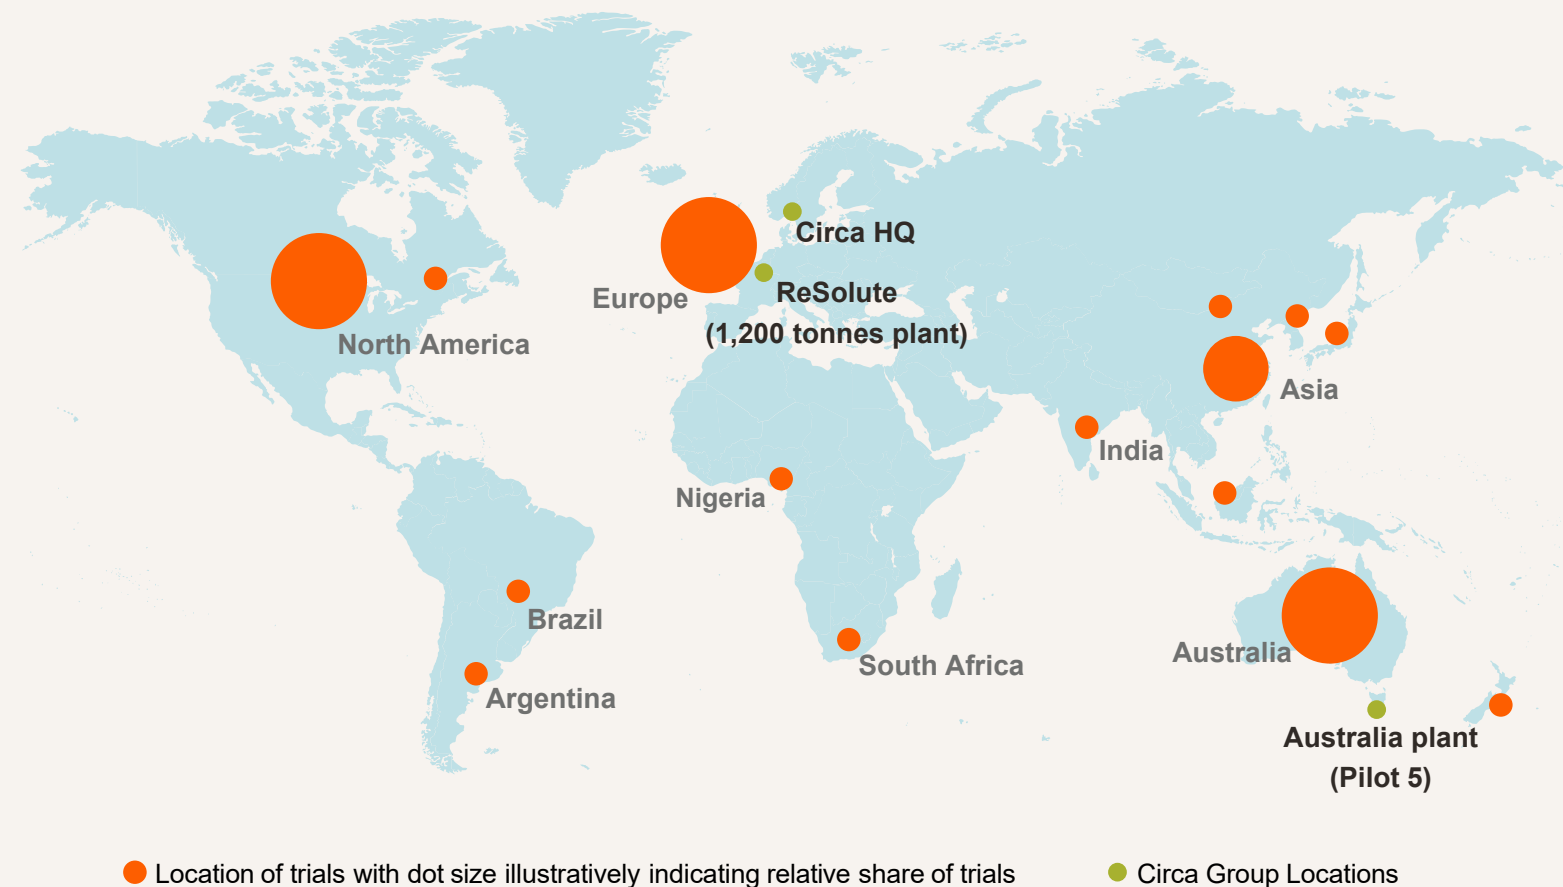 Circa HQ
Europe
ReSolute
(1,200 tonnes plant)
North America
Asia
India
Nigeria
Brazil
Australia
South Africa
Argentina
Australia plant
(Pilot 5)
Location of trials with dot size illustratively indicating relative share of trials
Circa Group Locations